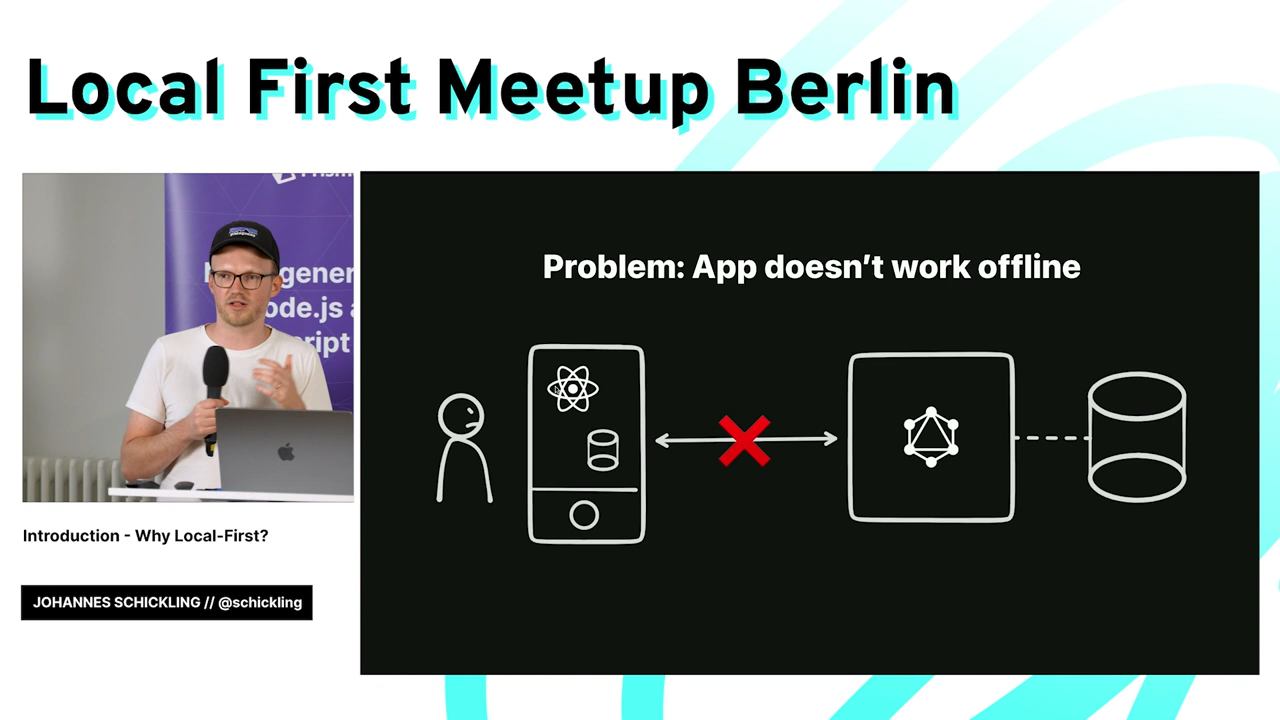 Local First Meetup Berlin
Problem: App doesn't work offline
Introduction - Why Local-First?
JOHANNES SCHICKLING // @schickling